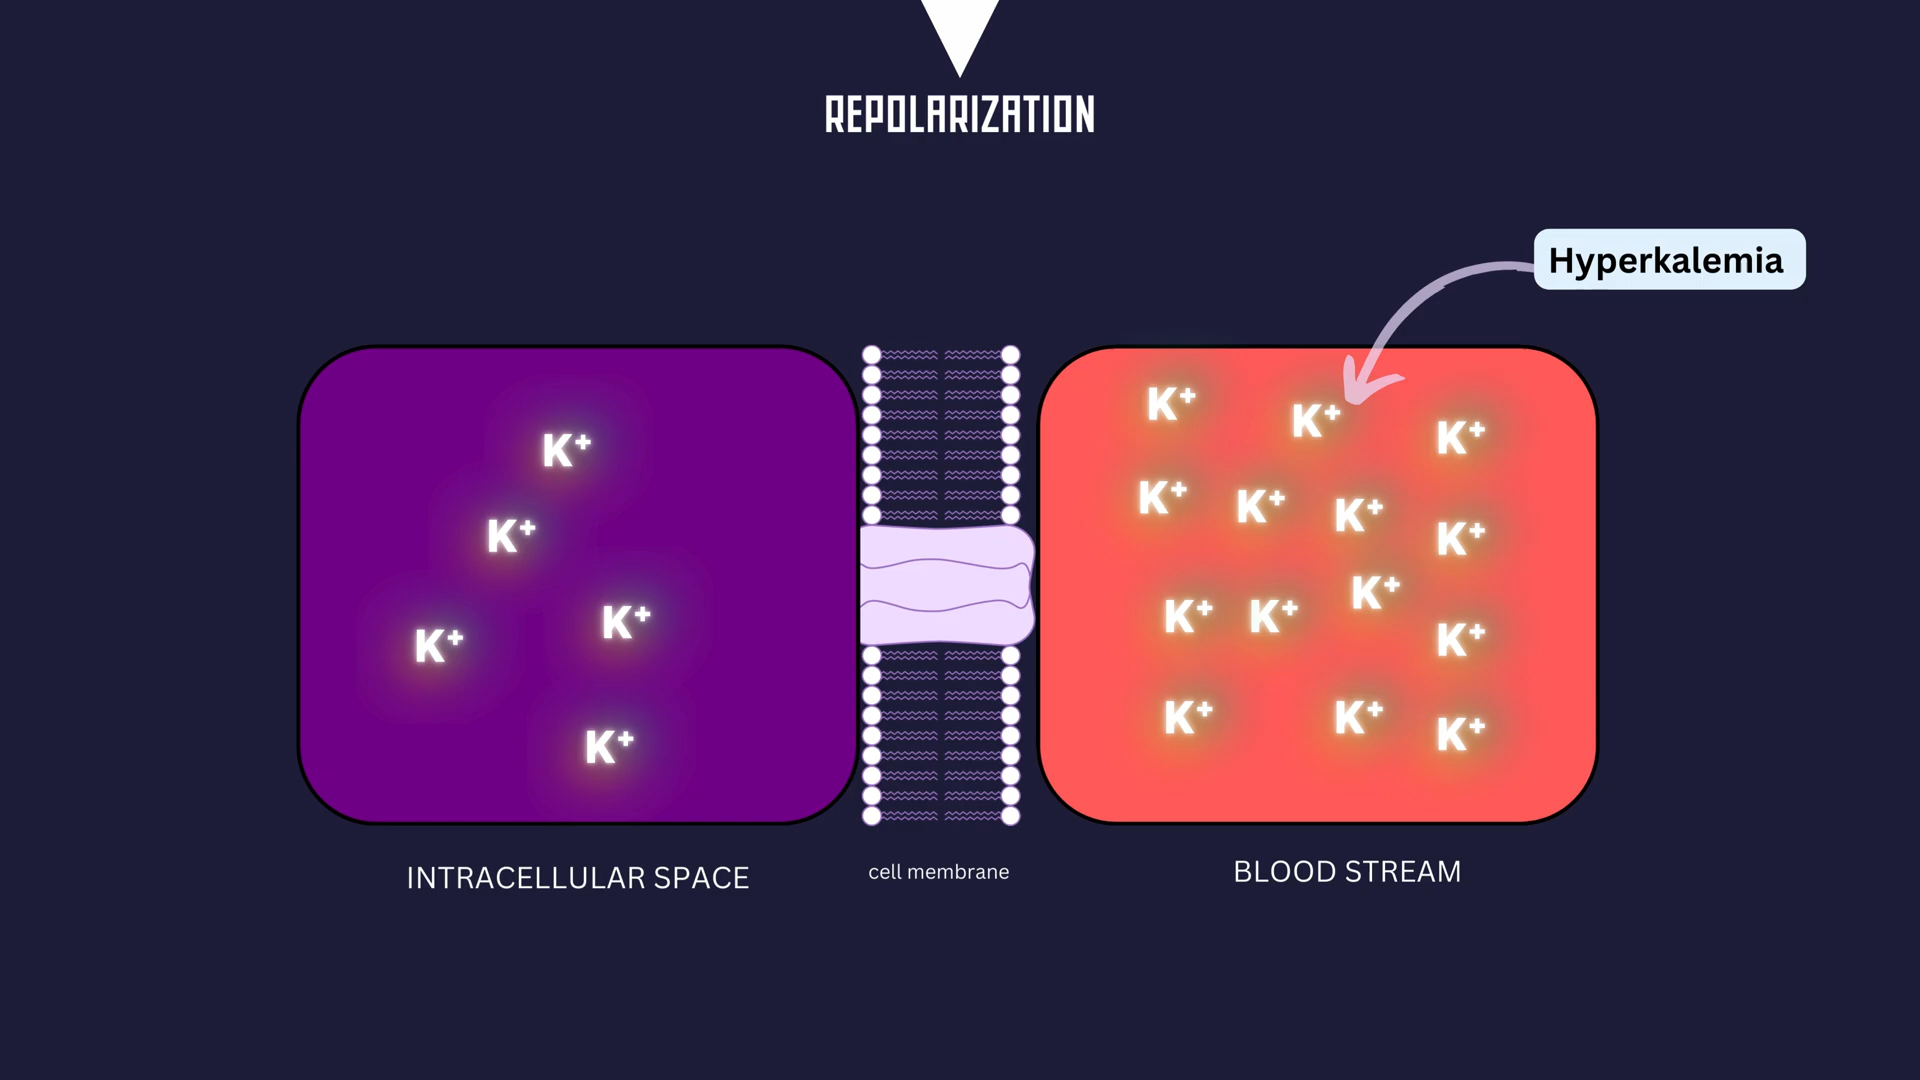 REPOLARIZATION
Hyperkalemia
K⁺
K⁺
K⁺
K⁺
K⁺
K⁺ K⁺ K⁺
K⁺ K⁺ K⁺ K⁺
K⁺ K⁺ K⁺ K⁺
K⁺ K⁺ K⁺
INTRACELLULAR SPACE
cell membrane
BLOOD STREAM